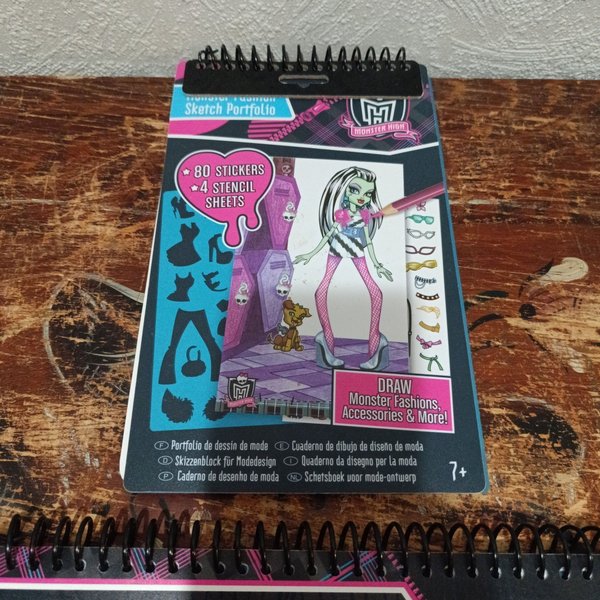 Monster Fashion
Sketch Portfolio
MONSTER HIGH
80 STICKERS
4 STENCIL
SHEETS
DRAW
Monster Fashions,
Accessories & More!
F Portfolio de dessin de mode E Cuaderno de dibujo de diseño de moda
D Skizzenblock für Modedesign I Quaderno da disegno per la moda
P Caderno de desenho da moda NL Schetsboek voor mode-ontwerp
7+